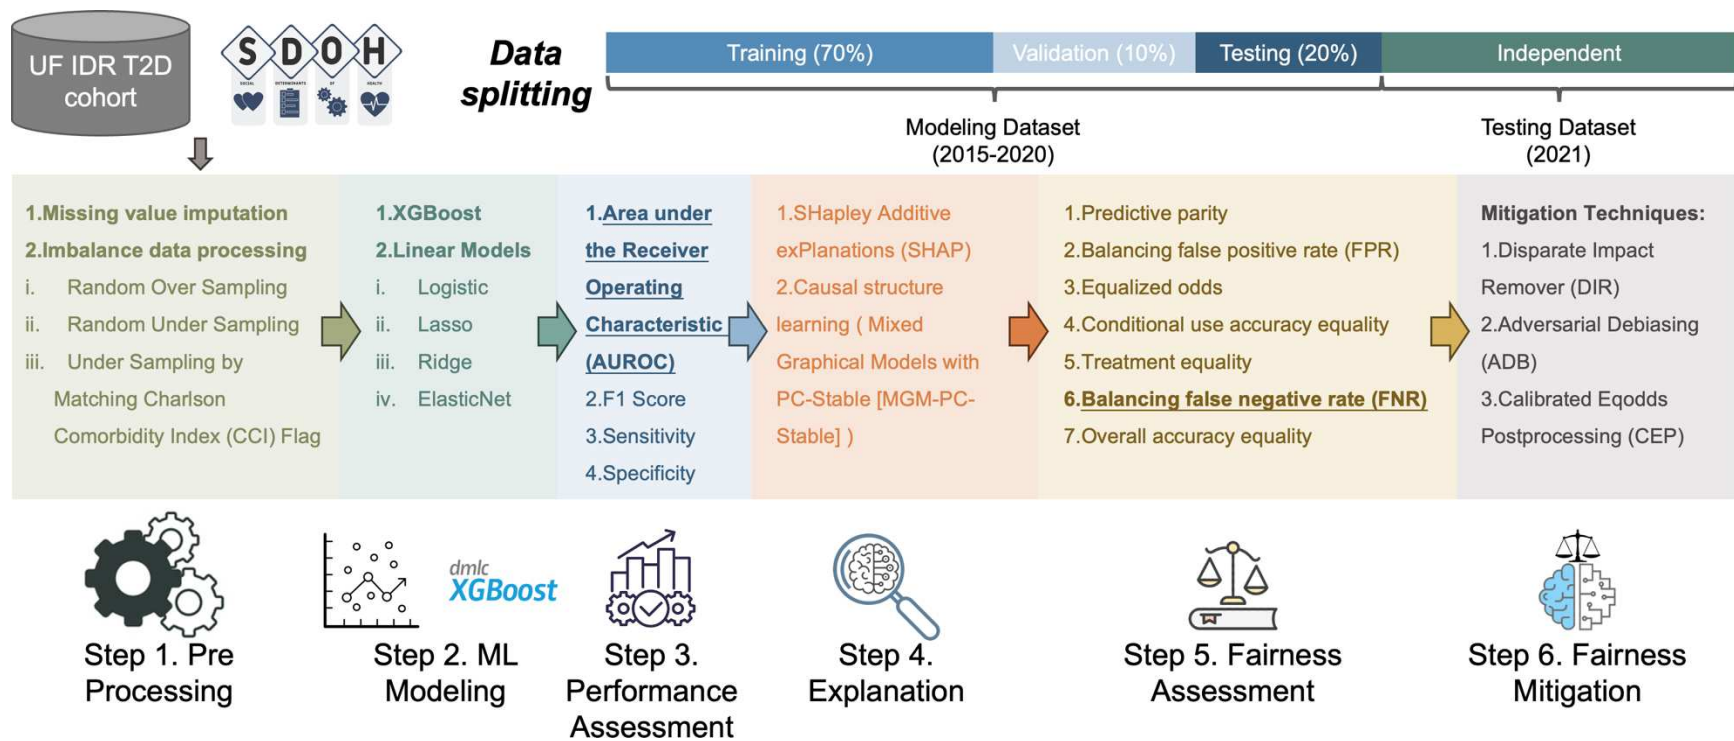 UF IDR T2D
cohort
S D O H
SOCIAL DETERMINANTS OF HEALTH
Data
splitting
Training (70%) Validation (10%) Testing (20%) Independent
Modeling Dataset
(2015-2020)
Testing Dataset
(2021)
1.Missing value imputation
2.Imbalance data processing
i. Random Over Sampling
ii. Random Under Sampling
iii. Under Sampling by
Matching Charlson
Comorbidity Index (CCI) Flag
1.XGBoost
2.Linear Models
i. Logistic
ii. Lasso
iii. Ridge
iv. ElasticNet
1.Area under
the Receiver
Operating
Characteristic
(AUROC)
2.F1 Score
3.Sensitivity
4.Specificity
1.SHapley Additive
exPlanations (SHAP)
2.Causal structure
learning ( Mixed
Graphical Models with
PC-Stable [MGM-PC-
Stable] )
1.Predictive parity
2.Balancing false positive rate (FPR)
3.Equalized odds
4.Conditional use accuracy equality
5.Treatment equality
6.Balancing false negative rate (FNR)
7.Overall accuracy equality
Mitigation Techniques:
1.Disparate Impact
Remover (DIR)
2.Adversarial Debiasing
(ADB)
3.Calibrated Eqodds
Postprocessing (CEP)
dmlc
XGBoost
Step 1. Pre
Processing
Step 2. ML
Modeling
Step 3.
Performance
Assessment
Step 4.
Explanation
Step 5. Fairness
Assessment
Step 6. Fairness
Mitigation